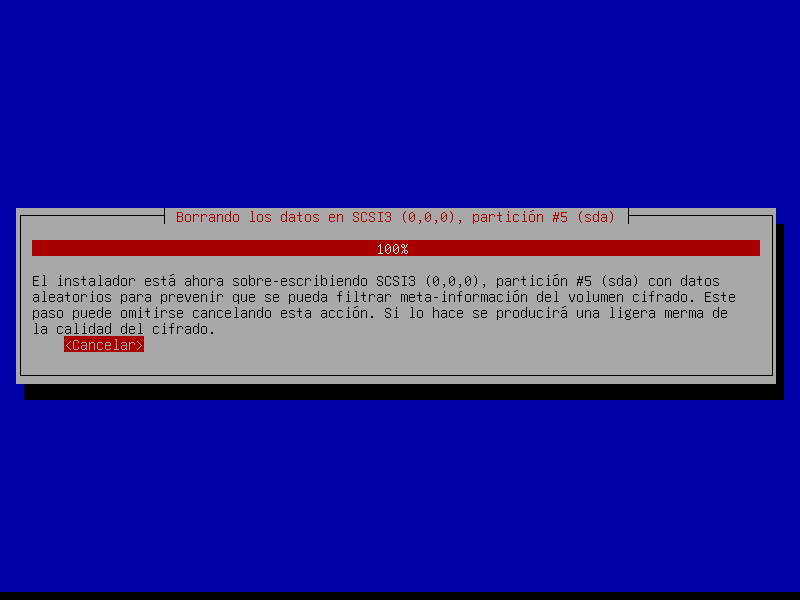 Borrando los datos en SCSI3 (0,0,0), partición #5 (sda)
100%
El instalador está ahora sobre-escribiendo SCSI3 (0,0,0), partición #5 (sda) con datos
aleatorios para prevenir que se pueda filtrar meta-información del volumen cifrado. Este
paso puede omitirse cancelando esta acción. Si lo hace se producirá una ligera merma de
la calidad del cifrado.
<Cancelar>